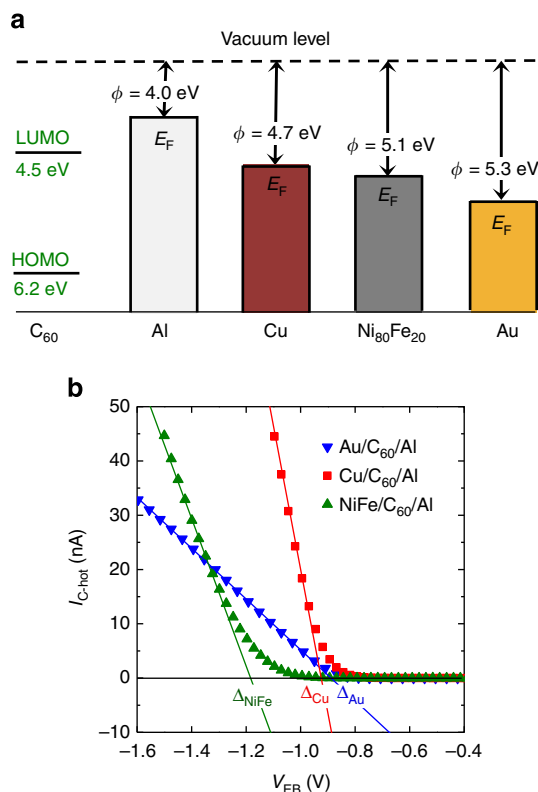 a
Vacuum level
ϕ = 4.0 eV
ϕ = 4.7 eV
ϕ = 5.1 eV
ϕ = 5.3 eV
LUMO
4.5 eV
HOMO
6.2 eV
E_F
E_F
E_F
E_F
C₆₀ Al Cu Ni₈₀Fe₂₀ Au
b
50
40
30
20
10
0
−10
I_C-hot (nA)
Au/C₆₀/Al
Cu/C₆₀/Al
NiFe/C₆₀/Al
Δ_NiFe Δ_Cu Δ_Au
−1.6 −1.4 −1.2 −1.0 −0.8 −0.6 −0.4
V_EB (V)